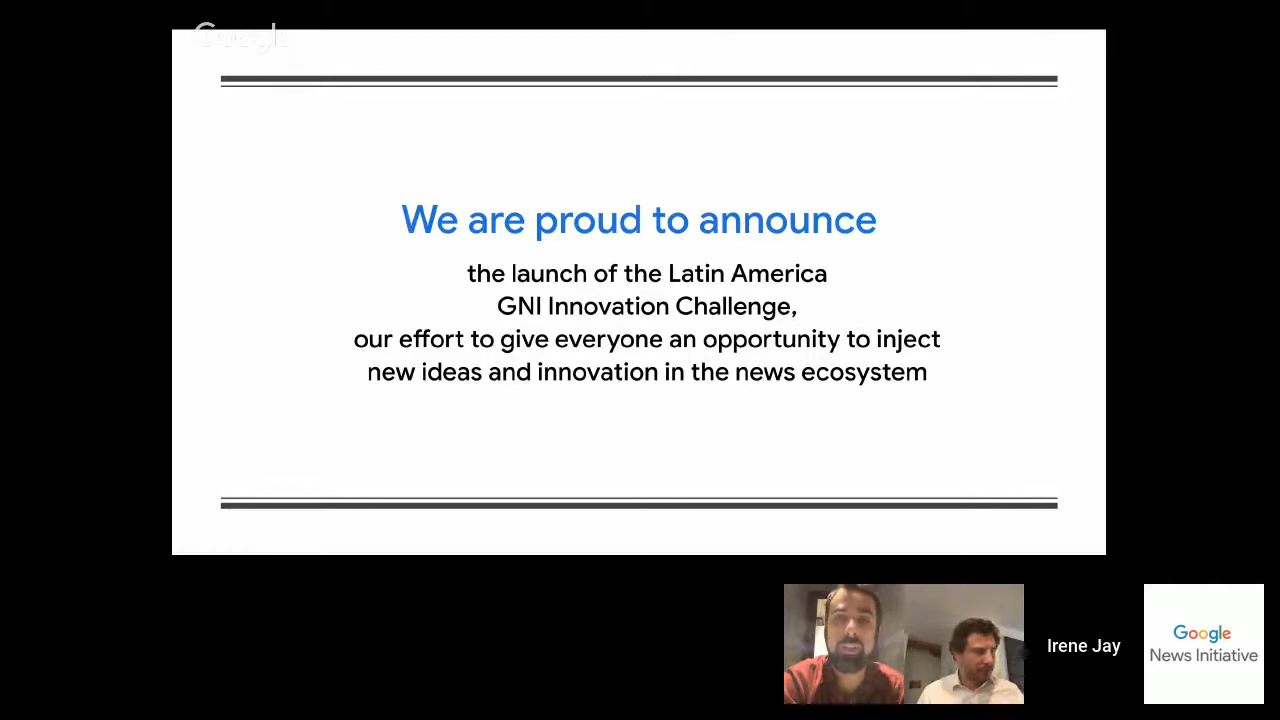 Google
We are proud to announce
the launch of the Latin America
GNI Innovation Challenge,
our effort to give everyone an opportunity to inject
new ideas and innovation in the news ecosystem
Irene Jay
Google
News Initiative